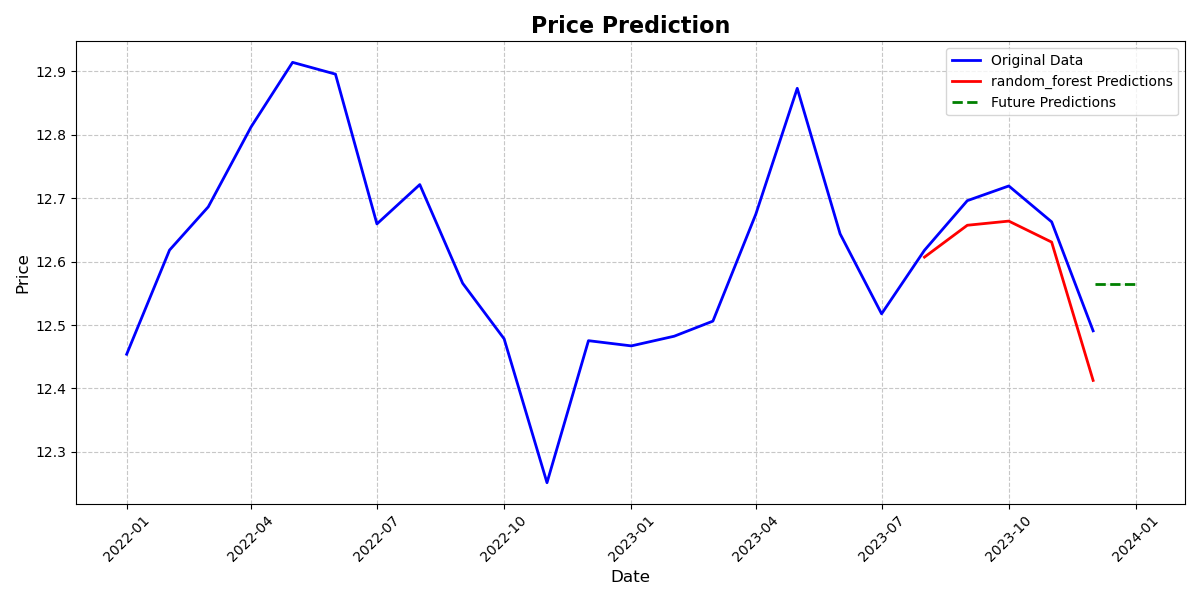 Price Prediction
Original Data
random_forest Predictions
Future Predictions
Price
12.9
12.8
12.7
12.6
12.5
12.4
12.3
2022-01
2022-04
2022-07
2022-10
2023-01
2023-04
2023-07
2023-10
2024-01
Date